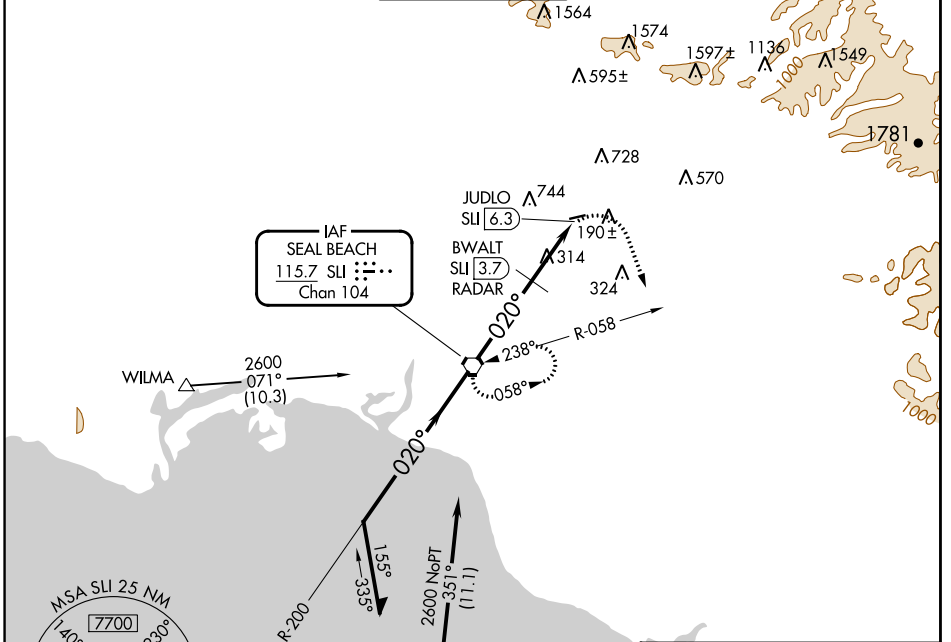 1564
1574
1597±
1136
1549
1000
595±
1781
728
570
744
JUDLO
SLI 6.3
190±
BWALT
SLI 3.7
RADAR
314
324
IAF
SEAL BEACH
115.7 SLI
Chan 104
020°
R-058
238°
058°
WILMA
2600
071°
(10.3)
1000
020°
155°
335°
2600 NoPT
351°
(11.1)
R-200
MSA SLI 25 NM
7700
140°